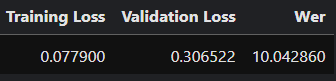 Training Loss Validation Loss Wer
0.077900 0.306522 10.042860